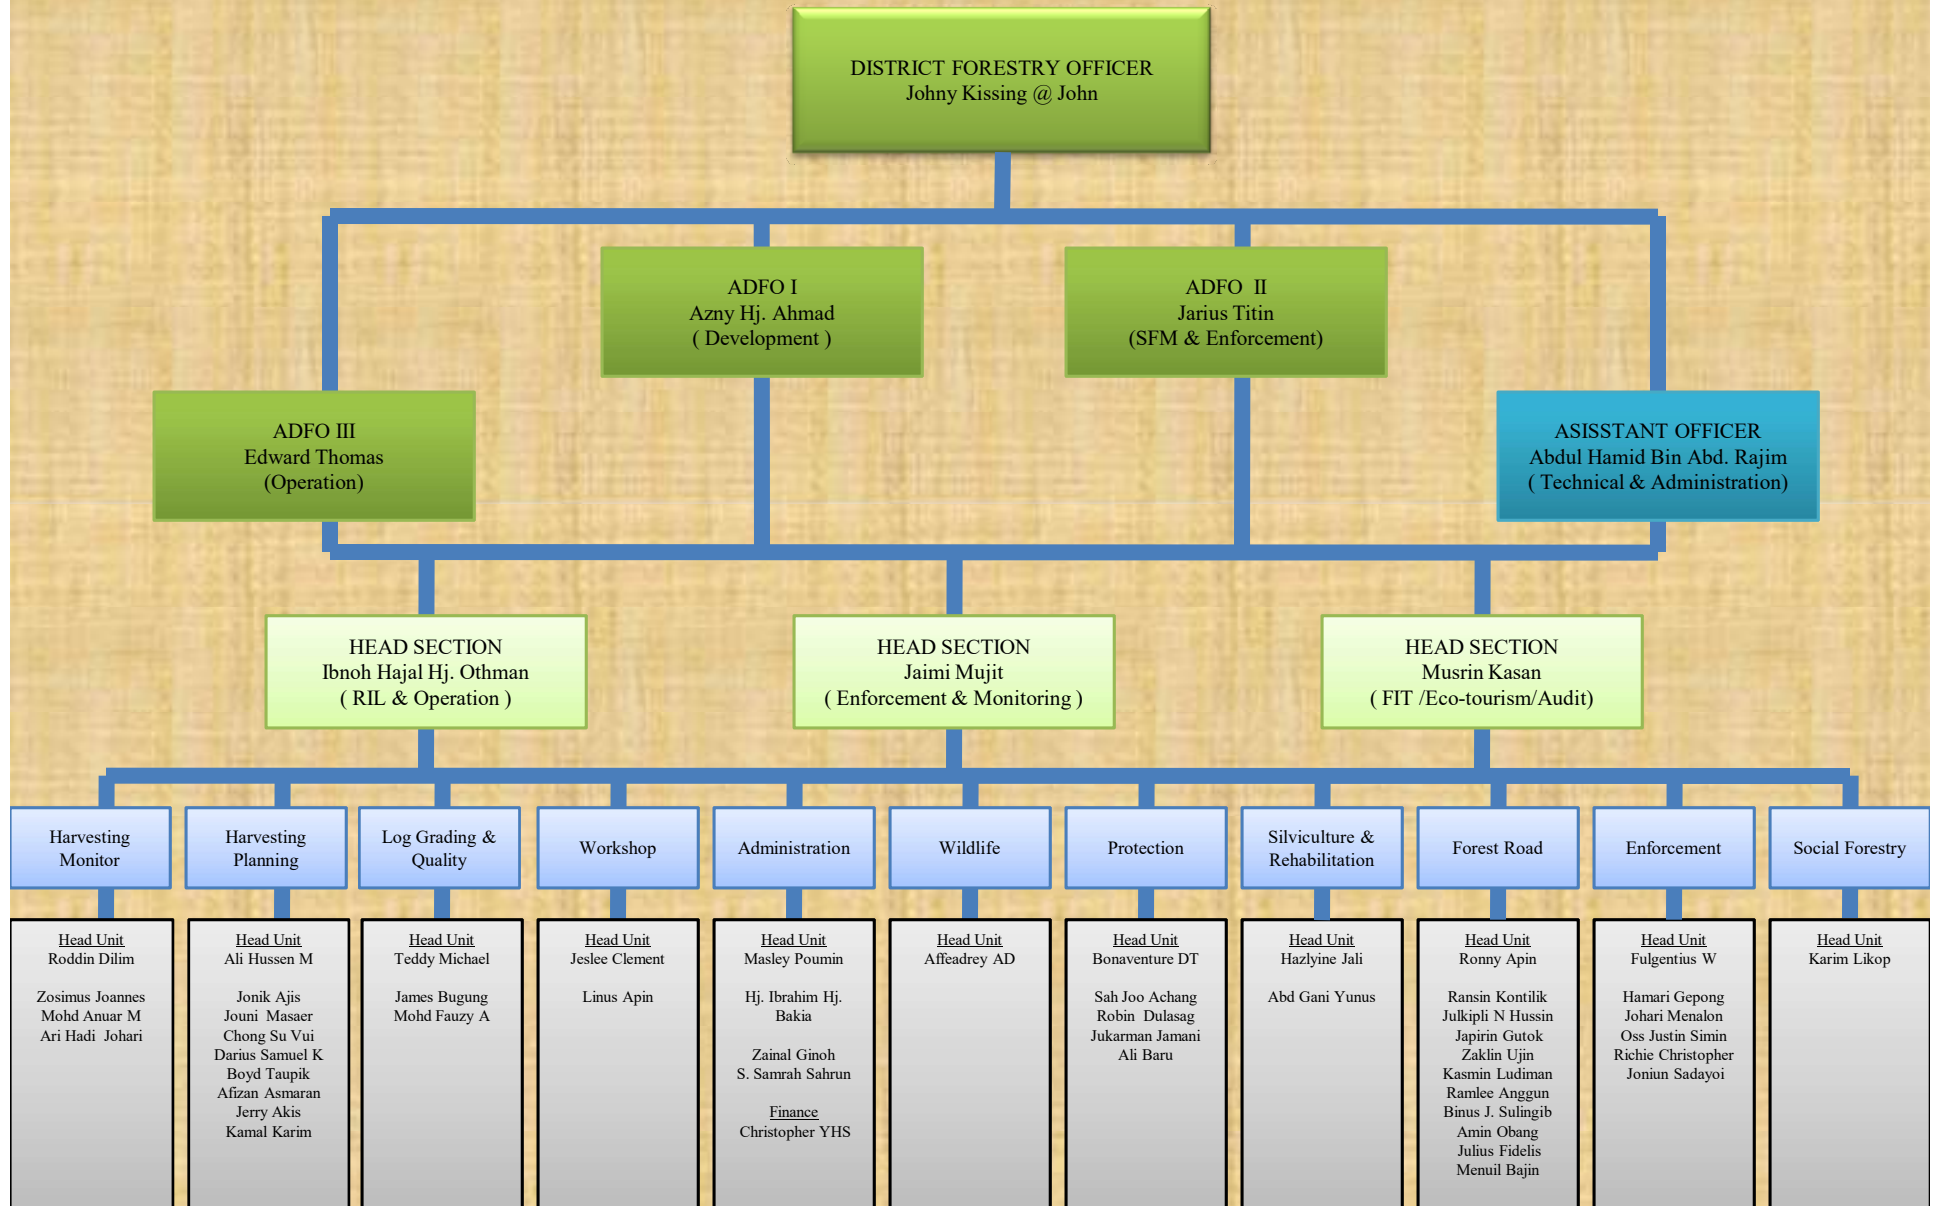 DISTRICT FORESTRY OFFICER
Johny Kissing @ John
ADFO I
Azny Hj. Ahmad
( Development )
ADFO II
Jarius Titin
(SFM & Enforcement)
ADFO III
Edward Thomas
(Operation)
ASISSTANT OFFICER
Abdul Hamid Bin Abd. Rajim
( Technical & Administration)
HEAD SECTION
Ibnoh Hajal Hj. Othman
( RIL & Operation )
HEAD SECTION
Jaimi Mujit
( Enforcement & Monitoring )
HEAD SECTION
Musrin Kasan
( FIT /Eco-tourism/Audit)
Harvesting
Monitor
Harvesting
Planning
Log Grading &
Quality
Workshop
Administration
Wildlife
Protection
Silviculture &
Rehabilitation
Forest Road
Enforcement
Social Forestry
Head Unit
Roddin Dilim
Zosimus Joannes
Mohd Anuar M
Ari Hadi Johari
Head Unit
Ali Hussen M
Jonik Ajis
Jouni Masaer
Chong Su Vui
Darius Samuel K
Boyd Taupik
Afizan Asmaran
Jerry Akis
Kamal Karim
Head Unit
Teddy Michael
James Bugung
Mohd Fauzy A
Head Unit
Jeslee Clement
Linus Apin
Head Unit
Masley Poumin
Hj. Ibrahim Hj.
Bakia
Zainal Ginoh
S. Samrah Sahrun
Finance
Christopher YHS
Head Unit
Affeadrey AD
Head Unit
Bonaventure DT
Sah Joo Achang
Robin Dulasag
Jukarman Jamani
Ali Baru
Head Unit
Hazlyine Jali
Abd Gani Yunus
Head Unit
Ronny Apin
Ransin Kontilik
Julkipli N Hussin
Japirin Gutok
Zaklin Ujin
Kasmin Ludiman
Ramlee Anggun
Binus J. Sulingib
Amin Obang
Julius Fidelis
Menuil Bajin
Head Unit
Fulgentius W
Hamari Gepong
Johari Menalon
Oss Justin Simin
Richie Christopher
Joniun Sadayoi
Head Unit
Karim Likop